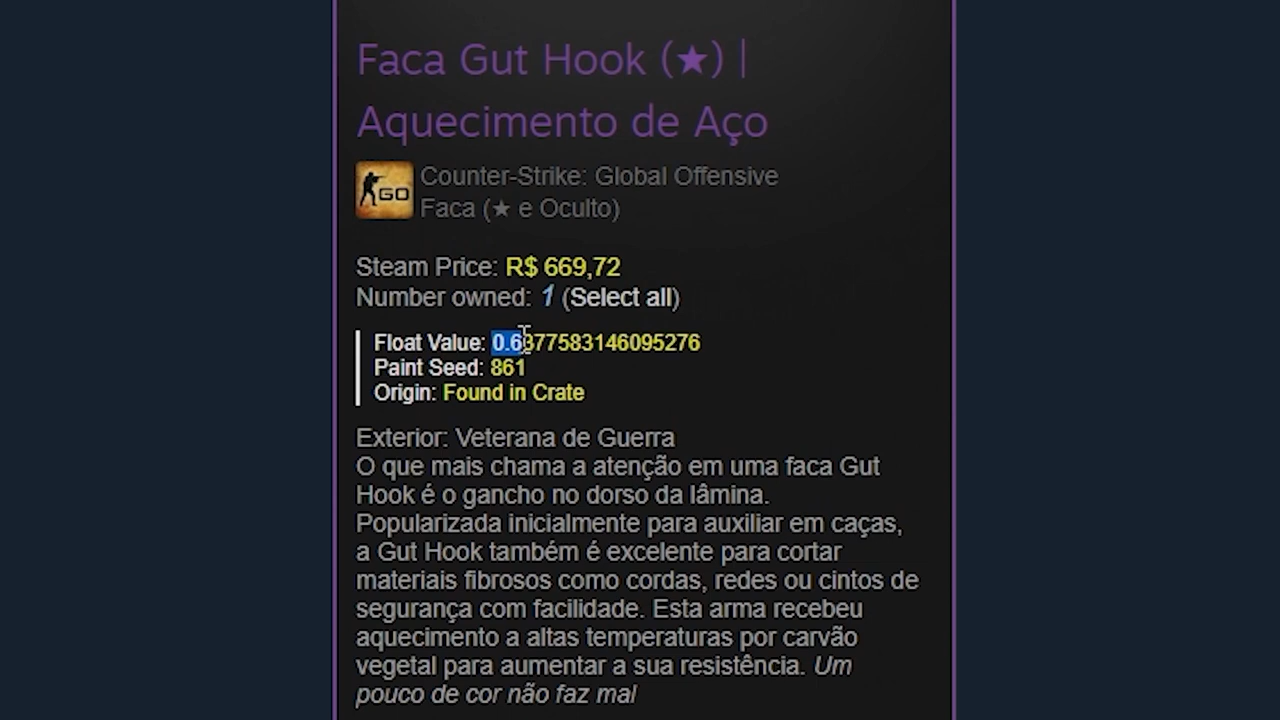 Faca Gut Hook (★) |
Aquecimento de Aço
GO
Counter-Strike: Global Offensive
Faca (★ e Oculto)
Steam Price: R$ 669,72
Number owned: 1 (Select all)
Float Value: 0.6377583146095276
Paint Seed: 861
Origin: Found in Crate
Exterior: Veterana de Guerra
O que mais chama a atenção em uma faca Gut
Hook é o gancho no dorso da lâmina.
Popularizada inicialmente para auxiliar em caças,
a Gut Hook também é excelente para cortar
materiais fibrosos como cordas, redes ou cintos de
segurança com facilidade. Esta arma recebeu
aquecimento a altas temperaturas por carvão
vegetal para aumentar a sua resistência. Um
pouco de cor não faz mal